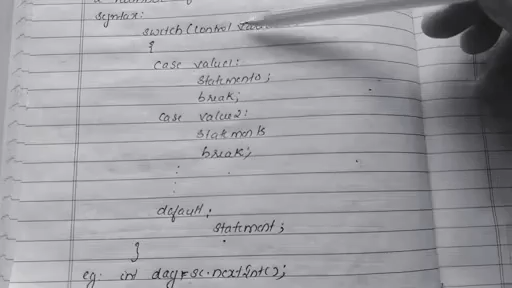 syntax:
switch (control
{
case value1:
statements;
break;
case value2:
statements
break;
:
:
default:
statement;
}
eg: int day=sc.nextInt();